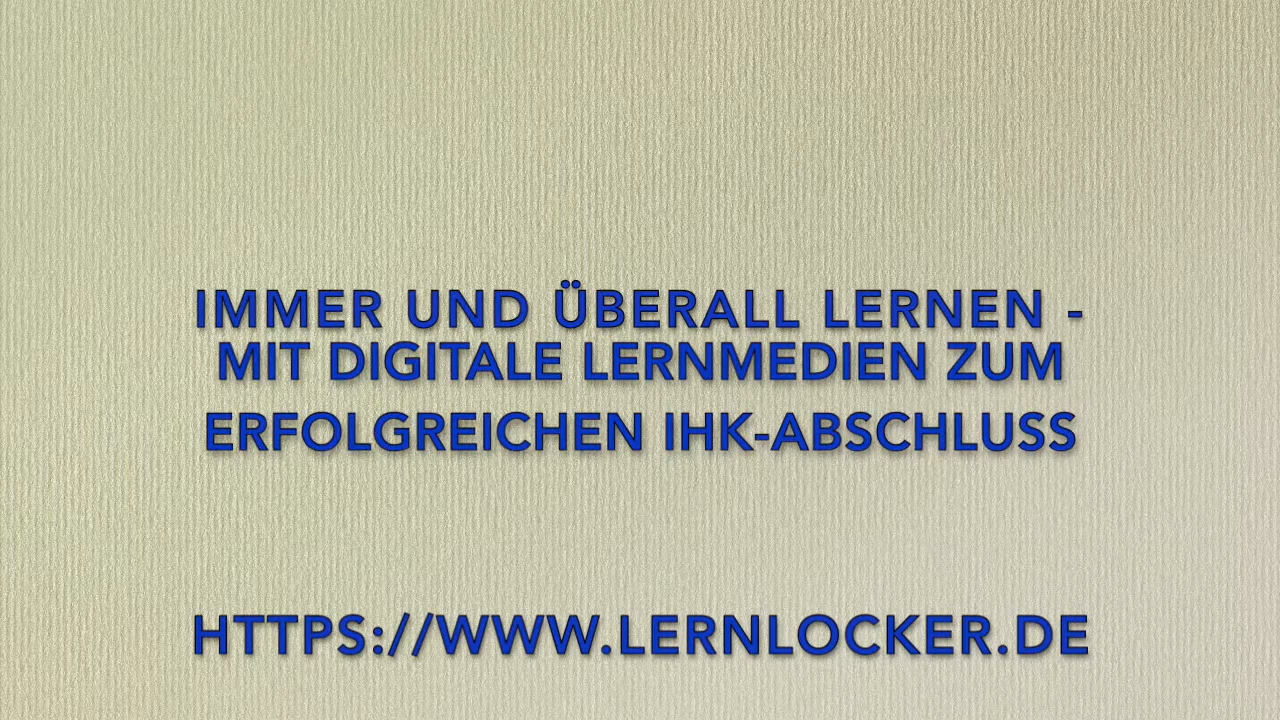 IMMER UND ÜBERALL LERNEN -
MIT DIGITALE LERNMEDIEN ZUM
ERFOLGREICHEN IHK-ABSCHLUSS
HTTPS://WWW.LERNLOCKER.DE